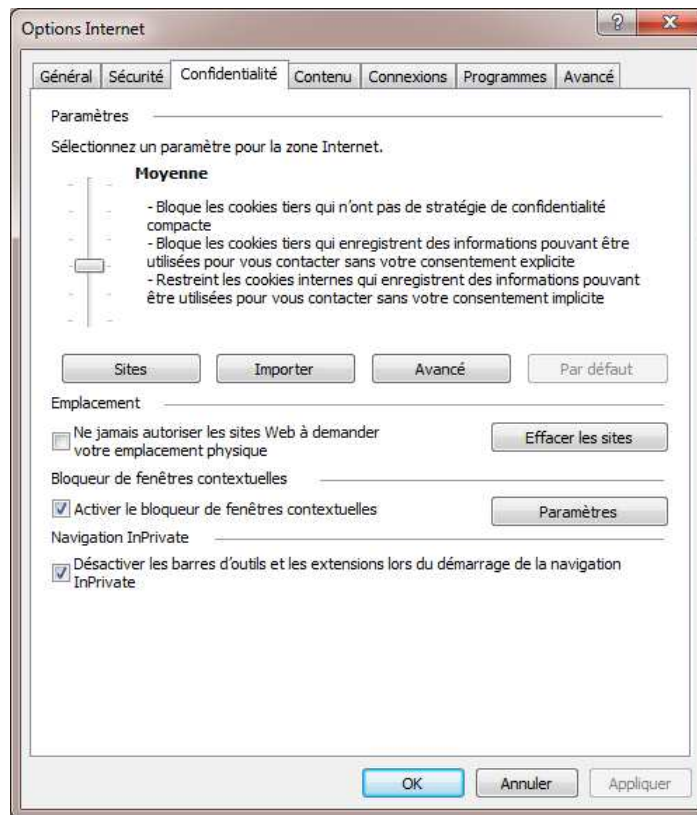 Options Internet
Général Sécurité Confidentialité Contenu Connexions Programmes Avancé
Paramètres
Sélectionnez un paramètre pour la zone Internet.
Moyenne
- Bloque les cookies tiers qui n'ont pas de stratégie de confidentialité
compacte
- Bloque les cookies tiers qui enregistrent des informations pouvant être
utilisées pour vous contacter sans votre consentement explicite
- Restreint les cookies internes qui enregistrent des informations pouvant
être utilisées pour vous contacter sans votre consentement implicite
Sites Importer Avancé Par défaut
Emplacement
Ne jamais autoriser les sites Web à demander
votre emplacement physique
Effacer les sites
Bloqueur de fenêtres contextuelles
Activer le bloqueur de fenêtres contextuelles
Paramètres
Navigation InPrivate
Désactiver les barres d'outils et les extensions lors du démarrage de la navigation
InPrivate
OK Annuler Appliquer